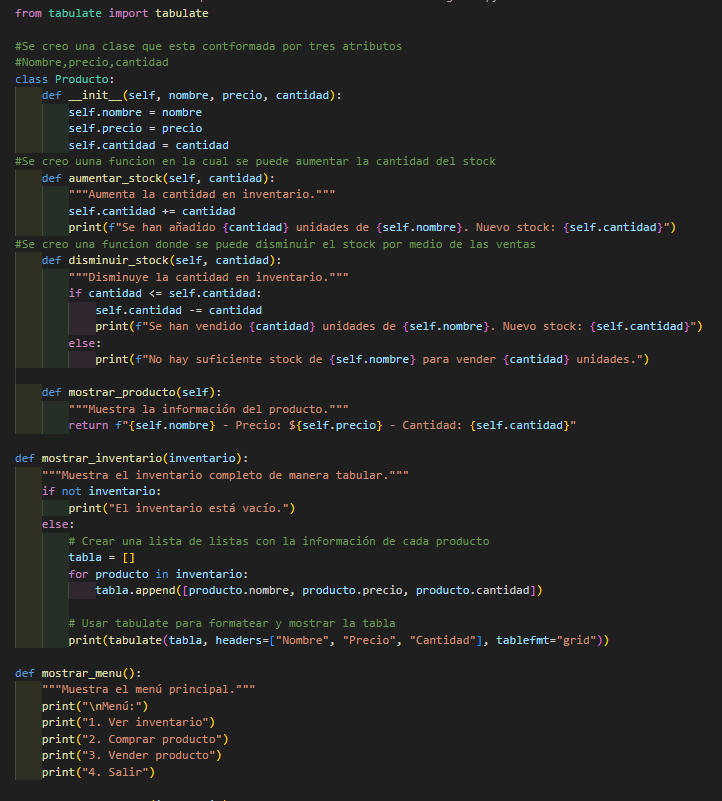 from tabulate import tabulate
#Se creo una clase que esta contformada por tres atributos
#Nombre,precio,cantidad
class Producto:
    def __init__(self, nombre, precio, cantidad):
        self.nombre = nombre
        self.precio = precio
        self.cantidad = cantidad
#Se creo uuna funcion en la cual se puede aumentar la cantidad del stock
    def aumentar_stock(self, cantidad):
        """Aumenta la cantidad en inventario."""
        self.cantidad += cantidad
        print(f"Se han añadido {cantidad} unidades de {self.nombre}. Nuevo stock: {self.cantidad}")
#Se creo una funcion donde se puede disminuir el stock por medio de las ventas
    def disminuir_stock(self, cantidad):
        """Disminuye la cantidad en inventario."""
        if cantidad <= self.cantidad:
            self.cantidad -= cantidad
            print(f"Se han vendido {cantidad} unidades de {self.nombre}. Nuevo stock: {self.cantidad}")
        else:
            print(f"No hay suficiente stock de {self.nombre} para vender {cantidad} unidades.")
    def mostrar_producto(self):
        """Muestra la información del producto."""
        return f"{self.nombre} - Precio: ${self.precio} - Cantidad: {self.cantidad}"
def mostrar_inventario(inventario):
    """Muestra el inventario completo de manera tabular."""
    if not inventario:
        print("El inventario está vacío.")
    else:
        # Crear una lista de listas con la información de cada producto
        tabla = []
        for producto in inventario:
            tabla.append([producto.nombre, producto.precio, producto.cantidad])
        # Usar tabulate para formatear y mostrar la tabla
        print(tabulate(tabla, headers=["Nombre", "Precio", "Cantidad"], tablefmt="grid"))
def mostrar_menu():
    """Muestra el menú principal."""
    print("\nMenú:")
    print("1. Ver inventario")
    print("2. Comprar producto")
    print("3. Vender producto")
    print("4. Salir")